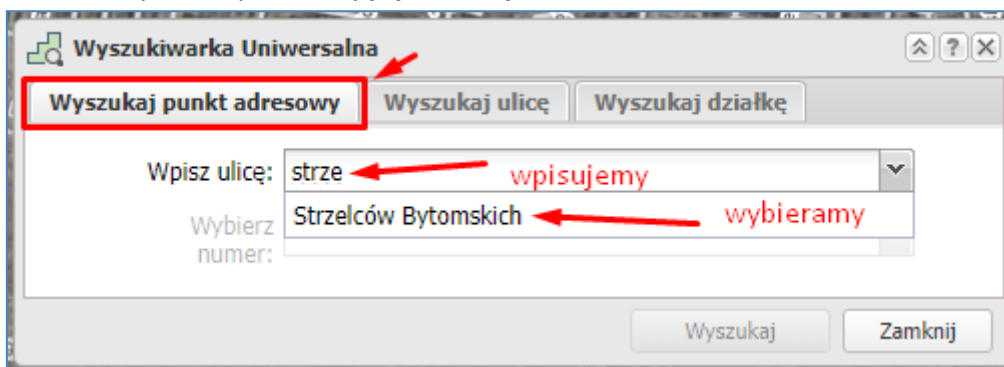 Wyszukiwarka Uniwersalna
Wyszukaj punkt adresowy Wyszukaj ulicę Wyszukaj działkę
Wpisz ulicę: strze wpisujemy
Strzelców Bytomskich wybieramy
Wybierz
numer:
Wyszukaj Zamknij